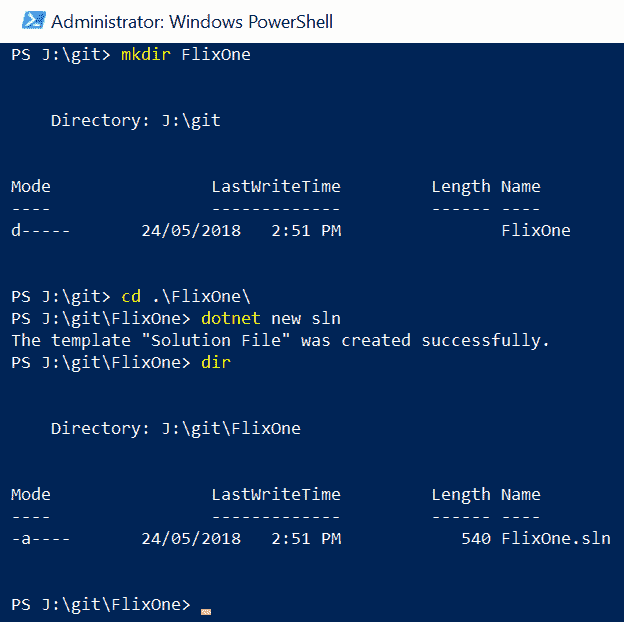 Administrator: Windows PowerShell
PS J:\git> mkdir FlixOne
Directory: J:\git
Mode LastWriteTime Length Name
---- ------------- ------ ----
d----- 24/05/2018 2:51 PM FlixOne
PS J:\git> cd .\FlixOne\
PS J:\git\FlixOne> dotnet new sln
The template "Solution File" was created successfully.
PS J:\git\FlixOne> dir
Directory: J:\git\FlixOne
Mode LastWriteTime Length Name
---- ------------- ------ ----
-a---- 24/05/2018 2:51 PM 540 FlixOne.sln
PS J:\git\FlixOne>